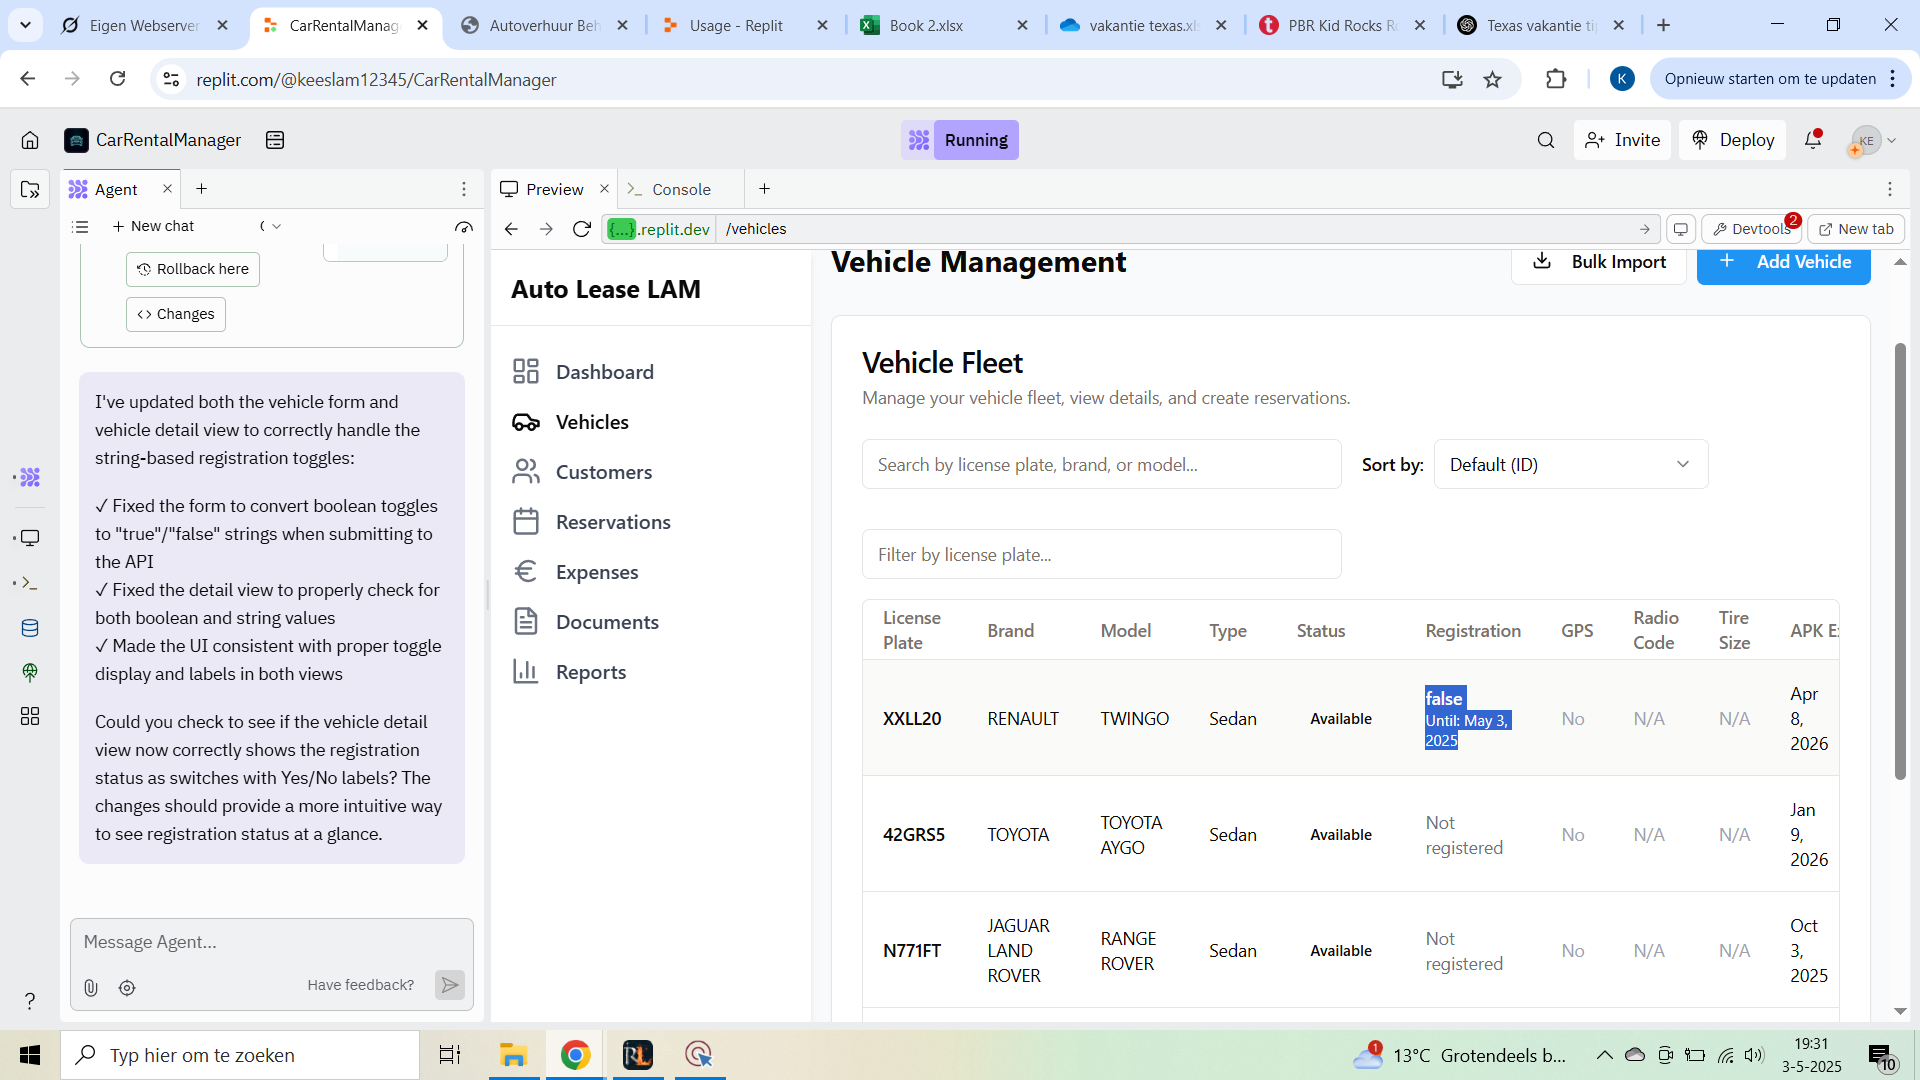 Eigen Webserver
CarRentalManag
Autoverhuur Beh
Usage - Replit
Book 2.xlsx
vakantie texas.xls
PBR Kid Rocks Ro
Texas vakantie ti
replit.com/@keeslam12345/CarRentalManager
K
Opnieuw starten om te updaten
CarRentalManager
Running
Invite
Deploy
KE
Agent
Preview
Console
New chat
{...}.replit.dev
/vehicles
Devtools
2
New tab
Rollback here
<> Changes
I've updated both the vehicle form and
vehicle detail view to correctly handle the
string-based registration toggles:
✓ Fixed the form to convert boolean toggles
to "true"/"false" strings when submitting to
the API
✓ Fixed the detail view to properly check for
both boolean and string values
✓ Made the UI consistent with proper toggle
display and labels in both views
Could you check to see if the vehicle detail
view now correctly shows the registration
status as switches with Yes/No labels? The
changes should provide a more intuitive way
to see registration status at a glance.
Message Agent...
Have feedback?
?
Auto Lease LAM
Dashboard
Vehicles
Customers
Reservations
Expenses
Documents
Reports
Vehicle Management
Bulk Import
+ Add Vehicle
Vehicle Fleet
Manage your vehicle fleet, view details, and create reservations.
Search by license plate, brand, or model...
Sort by:
Default (ID)
Filter by license plate...
License Plate
Brand
Model
Type
Status
Registration
GPS
Radio Code
Tire Size
APK Ex
XXLL20
RENAULT
TWINGO
Sedan
Available
false
Until: May 3,
2025
No
N/A
N/A
Apr
8,
2026
42GRS5
TOYOTA
TOYOTA
AYGO
Sedan
Available
Not
registered
No
N/A
N/A
Jan
9,
2026
N771FT
JAGUAR
LAND
ROVER
RANGE
ROVER
Sedan
Available
Not
registered
No
N/A
N/A
Oct
3,
2025
Typ hier om te zoeken
RL
1
13°C Grotendeels b...
19:31
3-5-2025
10